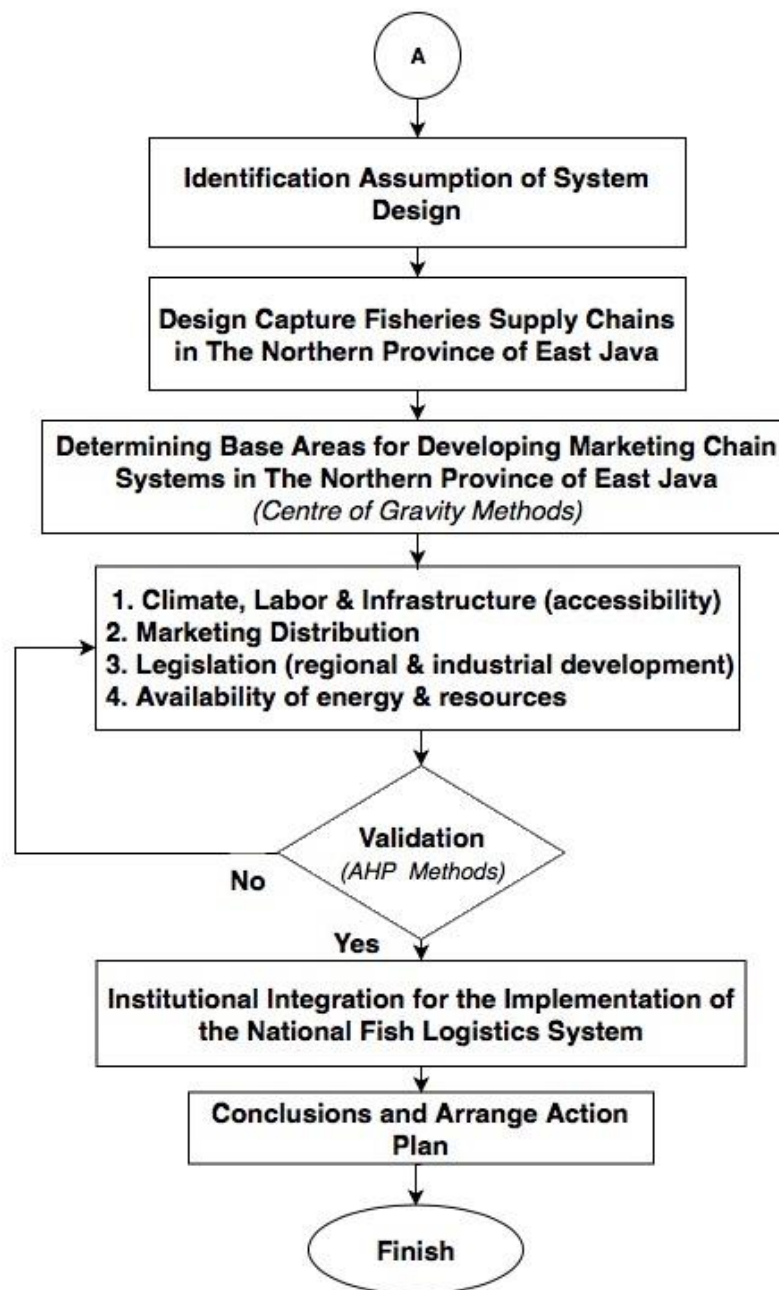 A
Identification Assumption of System
Design
Design Capture Fisheries Supply Chains
in The Northern Province of East Java
Determining Base Areas for Developing Marketing Chain
Systems in The Northern Province of East Java
(Centre of Gravity Methods)
1. Climate, Labor & Infrastructure (accessibility)
2. Marketing Distribution
3. Legislation (regional & industrial development)
4. Availability of energy & resources
Validation
(AHP Methods)
No
Yes
Institutional Integration for the Implementation of
the National Fish Logistics System
Conclusions and Arrange Action
Plan
Finish